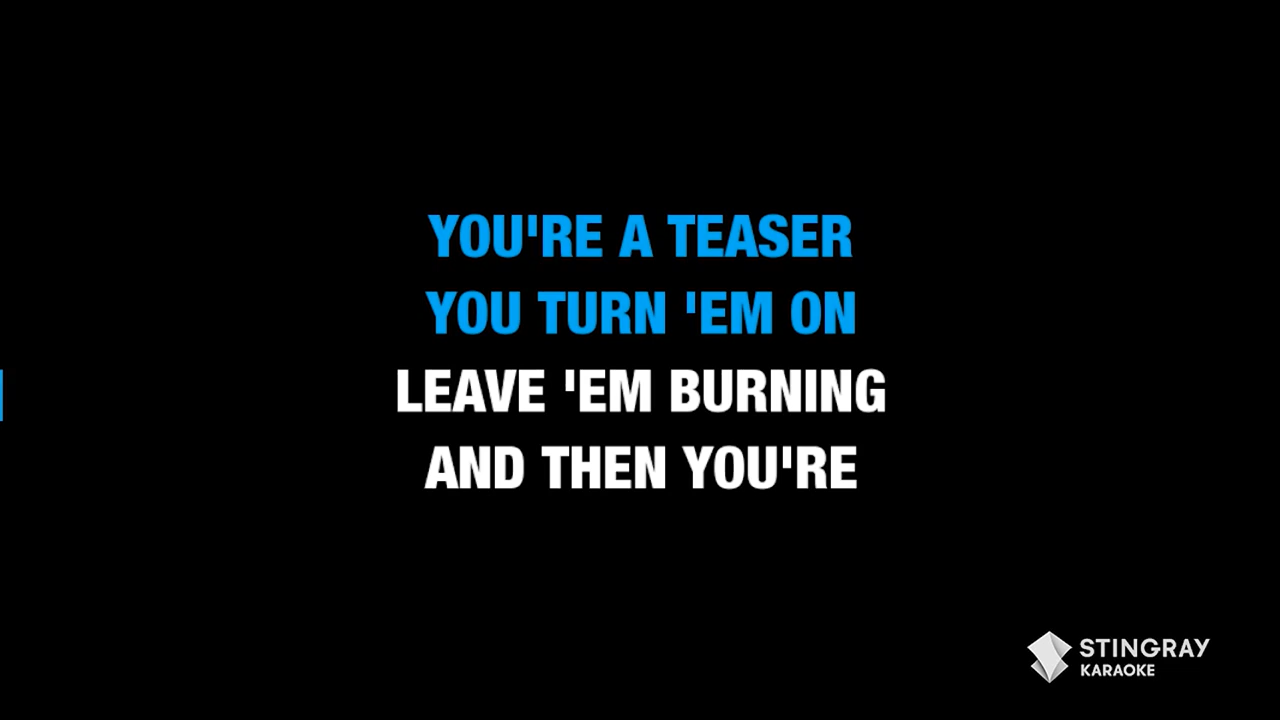 YOU'RE A TEASER
YOU TURN 'EM ON
LEAVE 'EM BURNING
AND THEN YOU'RE
STINGRAY
KARAOKE